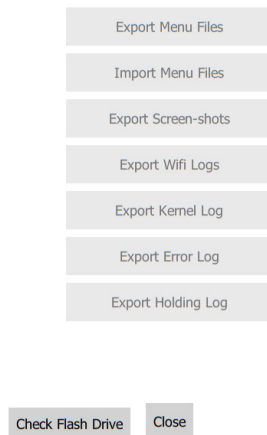 Export Menu Files
Import Menu Files
Export Screen-shots
Export Wifi Logs
Export Kernel Log
Export Error Log
Export Holding Log
Check Flash Drive
Close